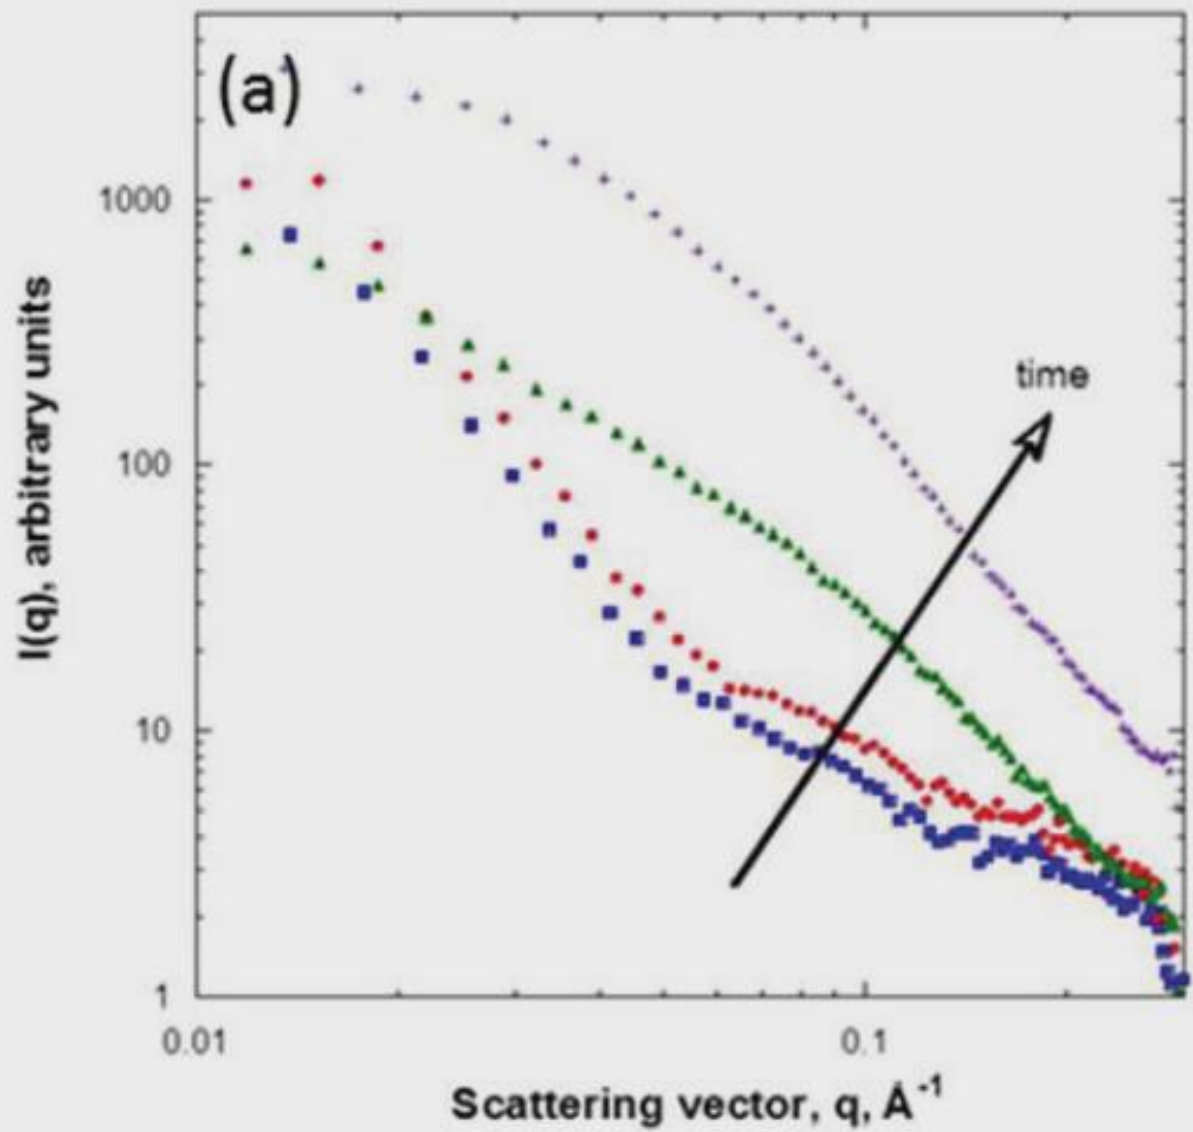 (a)
1000
100
10
1
0.01
0.1
time
I(q), arbitrary units
Scattering vector, q, Å⁻¹